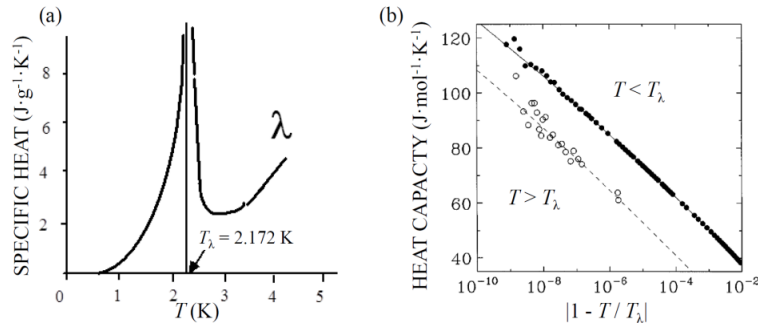 (a)
SPECIFIC HEAT (J·g⁻¹·K⁻¹)
8
6
4
2
0
1
2
3
4
5
T (K)
λ
T_λ = 2.172 K
(b)
HEAT CAPACTY (J·mol⁻¹·K⁻¹)
120
100
80
60
40
T < T_λ
T > T_λ
10⁻¹⁰
10⁻⁸
10⁻⁶
10⁻⁴
10⁻²
|1 - T / T_λ|